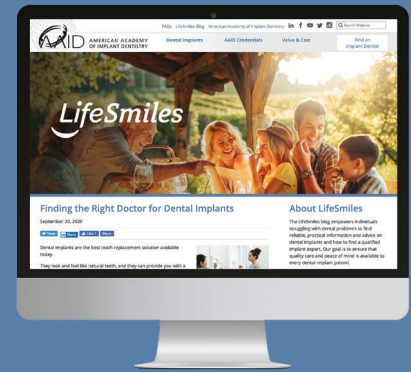 FAQs LifeSmiles Blog American Academy of Implant Dentistry
Search Website
AAID AMERICAN ACADEMY
OF IMPLANT DENTISTRY
Dental Implants AAID Credentials Value & Cost Find an
Implant Dentist
LifeSmiles
Finding the Right Doctor for Dental Implants
September 30, 2020
Tweet Share Like Share
Dental implants are the best tooth replacement solution available
today.
They look and feel like natural teeth, and they can provide you with a
About LifeSmiles
The LifeSmiles blog empowers individuals
struggling with dental problems to find
reliable, practical information and advice on
dental implants and how to find a qualified
implant expert. Our goal is to ensure that
quality care and peace of mind is available to
every dental implant patient.